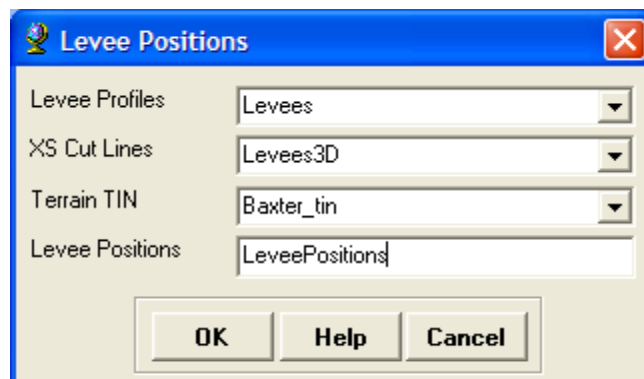 Levee Positions
Levee Profiles Levees
XS Cut Lines Levees3D
Terrain TIN Baxter_tin
Levee Positions LeveePositions
OK Help Cancel